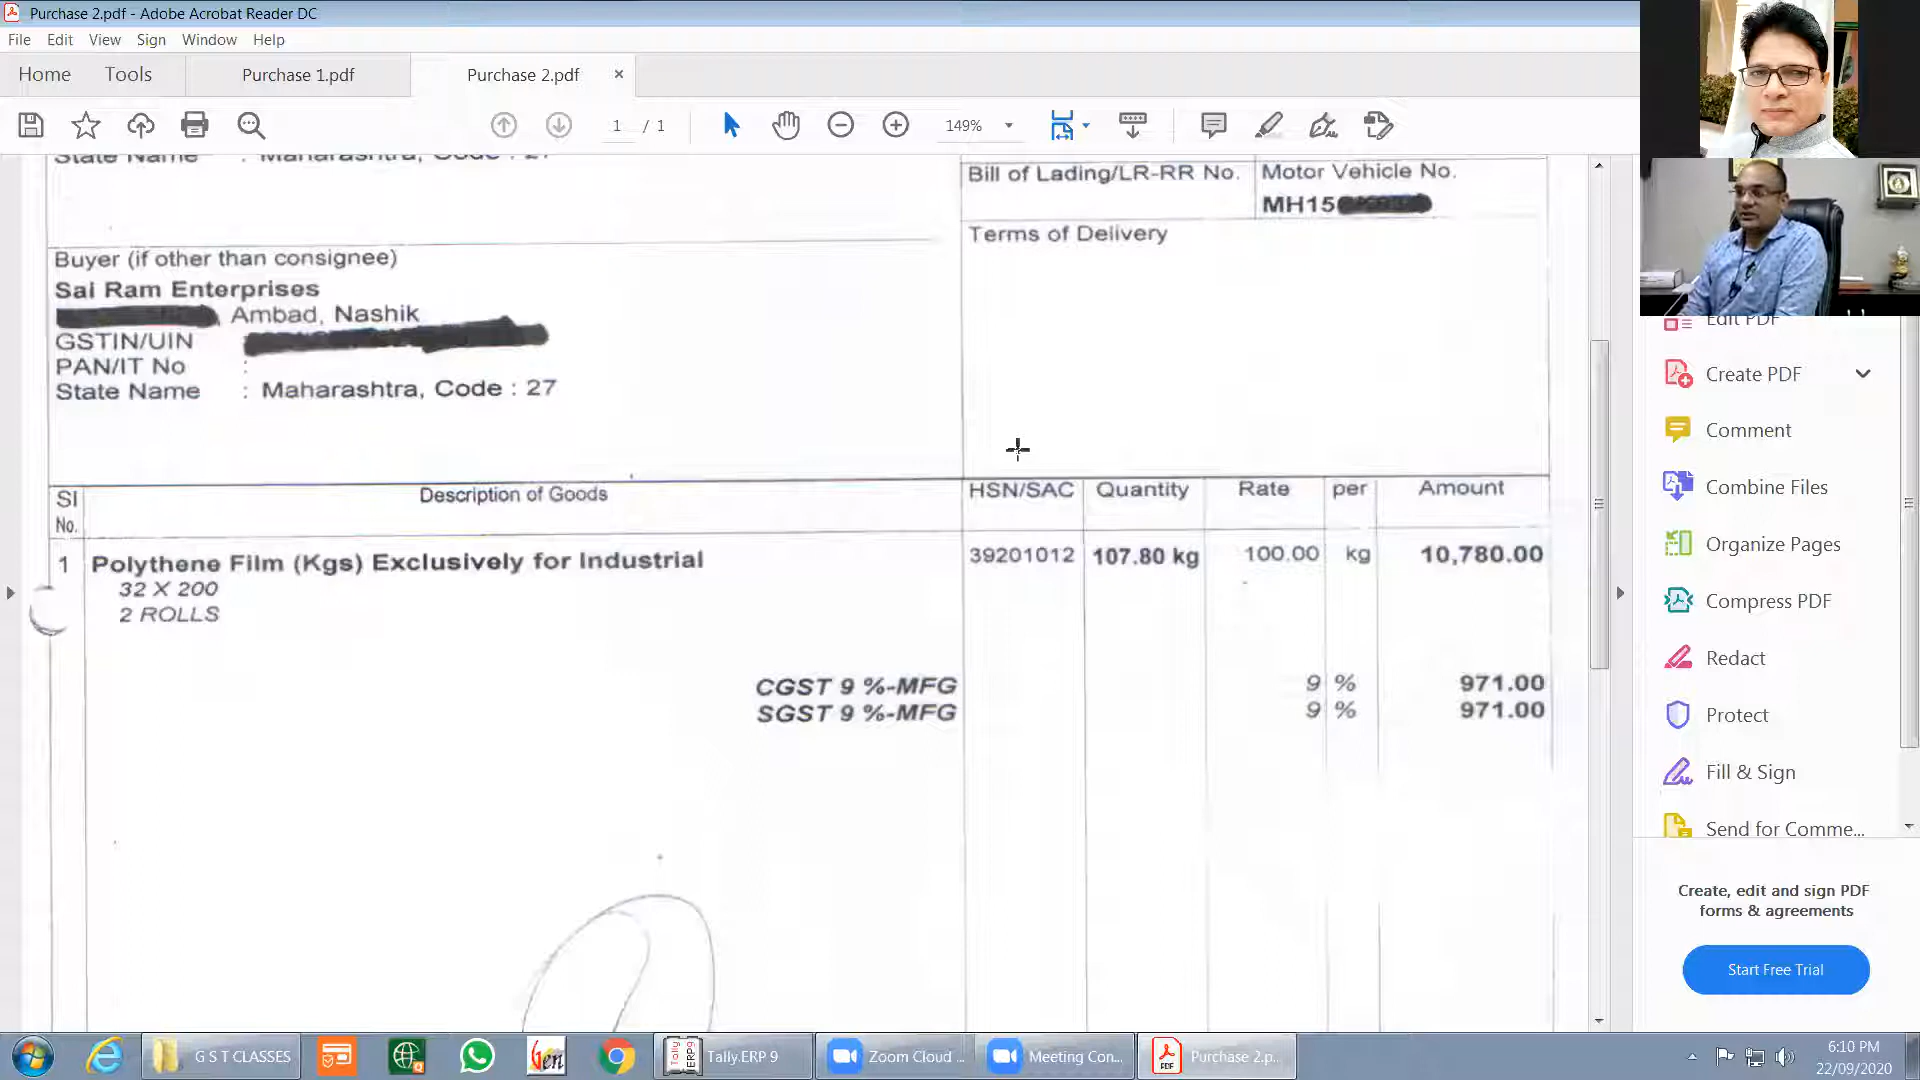 Purchase 2.pdf - Adobe Acrobat Reader DC
File Edit View Sign Window Help
Home Tools Purchase 1.pdf Purchase 2.pdf ×
1 / 1 149%
State Name : Maharashtra, Code : 27
Bill of Lading/LR-RR No. Motor Vehicle No.
MH15
Terms of Delivery
Buyer (if other than consignee)
Sai Ram Enterprises
Ambad, Nashik
GSTIN/UIN
PAN/IT No :
State Name : Maharashtra, Code : 27
SI No. Description of Goods HSN/SAC Quantity Rate per Amount
1 Polythene Film (Kgs) Exclusively for Industrial 39201012 107.80 kg 100.00 kg 10,780.00
32 X 200
2 ROLLS
CGST 9 %-MFG 9 % 971.00
SGST 9 %-MFG 9 % 971.00
Edit PDF
Create PDF
Comment
Combine Files
Organize Pages
Compress PDF
Redact
Protect
Fill & Sign
Send for Comme...
Create, edit and sign PDF
forms & agreements
Start Free Trial
G S T CLASSES
Gen
Tally.ERP 9
Zoom Cloud ...
Meeting Con...
Purchase 2.p...
6:10 PM
22/09/2020